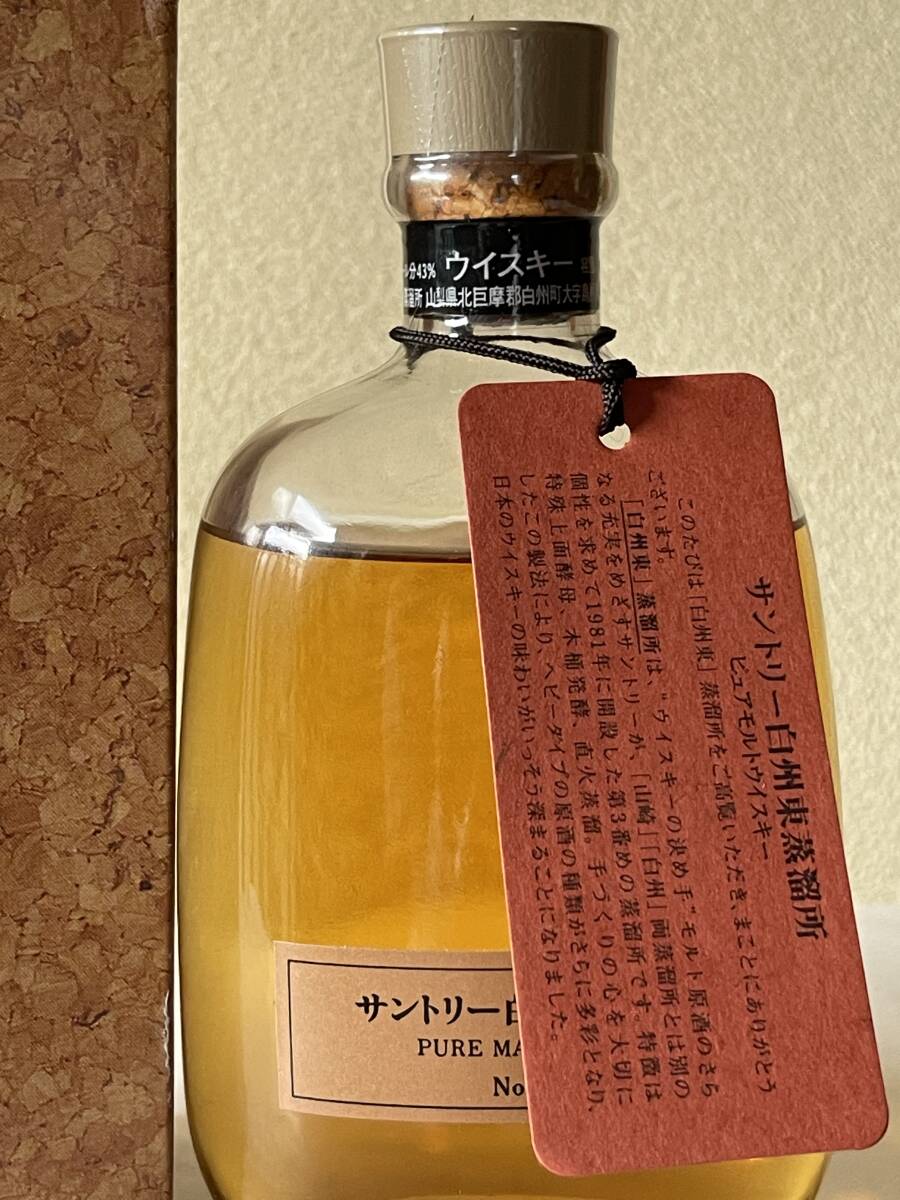 ール分43% ウイスキー
蒸溜所 山梨県北巨摩郡白州町大字鳥
サントリー白州東蒸溜所
ピュアモルトウイスキー
このたびは「白州東」蒸溜所をご高覧いただき、まことにありがとう
ございます。
「白州東」蒸溜所は、"ウイスキーの決め手"モルト原酒のさら
なる充実をめざすサントリーが、「山崎」「白州」両蒸溜所とは別の
個性を求めて1981年に開設した第3番めの蒸溜所です。特徴は
特殊上面酵母、木桶発酵、直火蒸溜。手づくりの心を大切に
したこの製法により、ヘビータイプの原酒の種類がさらに多彩となり、
日本のウイスキーの味わいがいっそう深まることになりました。
サントリー白
PURE MA
No